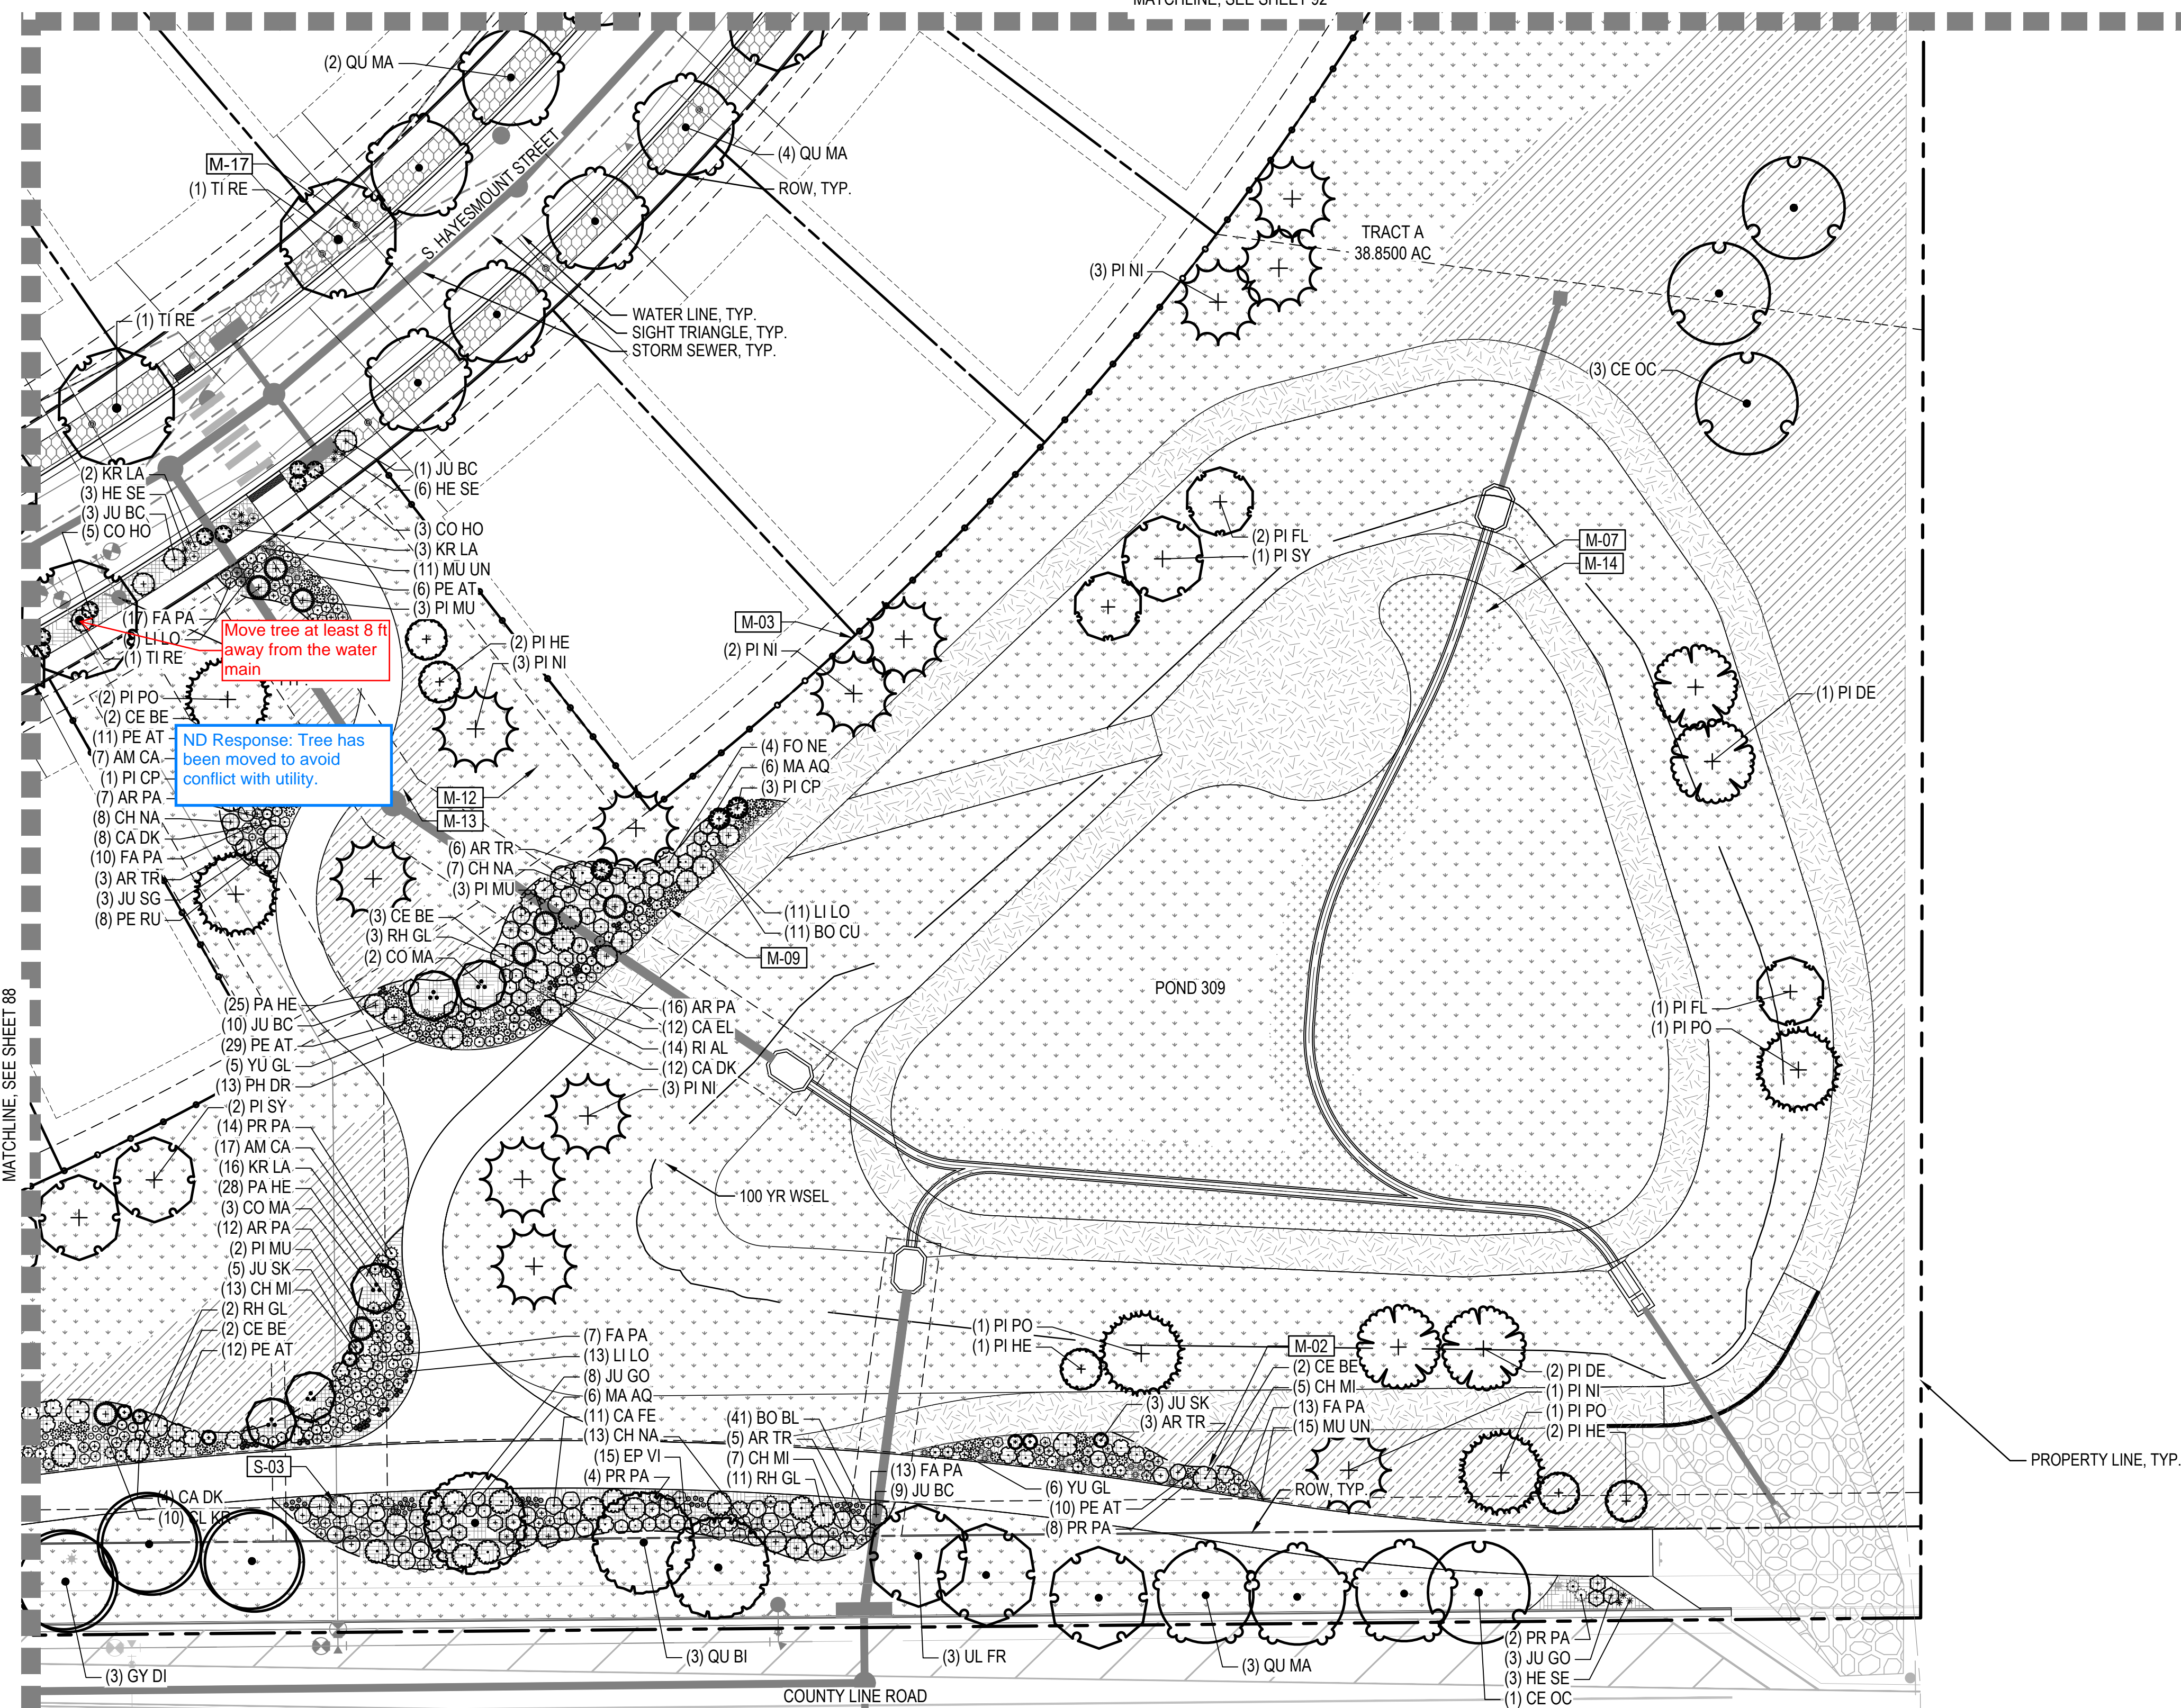 MATCHLINE, SEE SHEET 92
(2) QU MA
M-17
(1) TI RE
S. HAYESMOUNT STREET
(4) QU MA
ROW, TYP.
TRACT A
38.8500 AC
(3) PI NI
(1) TI RE
WATER LINE, TYP.
SIGHT TRIANGLE, TYP.
STORM SEWER, TYP.
(3) CE OC
(2) KR LA
(3) HE SE
(3) JU BC
(5) CO HO
(1) JU BC
(6) HE SE
(3) CO HO
(3) KR LA
(11) MU UN
(6) PE AT
(3) PI MU
(2) PI FL
(1) PI SY
M-07
M-14
(17) FA PA
LI LO
(1) TI RE
Move tree at least 8 ft
away from the water
main
M-03
(2) PI NI
(2) PI HE
(3) PI NI
(1) PI DE
(2) PI PO
(2) CE BE
(11) PE AT
(7) AM CA
(1) PI CP
(7) AR PA
(8) CH NA
(8) CA DK
(10) FA PA
(3) AR TR
(3) JU SG
(8) PE RU
ND Response: Tree has
been moved to avoid
conflict with utility.
M-12
M-13
(4) FO NE
(6) MA AQ
(3) PI CP
(6) AR TR
(7) CH NA
(3) PI MU
(3) CE BE
(3) RH GL
(2) CO MA
(11) LI LO
(11) BO CU
M-09
POND 309
(1) PI FL
(1) PI PO
MATCHLINE, SEE SHEET 88
(25) PA HE
(10) JU BC
(29) PE AT
(5) YU GL
(13) PH DR
(2) PI SY
(14) PR PA
(17) AM CA
(16) KR LA
(28) PA HE
(3) CO MA
(12) AR PA
(2) PI MU
(5) JU SK
(13) CH MI
(2) RH GL
(2) CE BE
(12) PE AT
(16) AR PA
(12) CA EL
(14) RI AL
(12) CA DK
(3) PI NI
100 YR WSEL
(7) FA PA
(13) LI LO
(8) JU GO
(6) MA AQ
(11) CA FE
(13) CH NA
(15) EP VI
(4) PR PA
(1) PI PO
(1) PI HE
M-02
(2) CE BE
(5) CH MI
(13) FA PA
(15) MU UN
(3) JU SK
(3) AR TR
(2) PI DE
(1) PI NI
(1) PI PO
(2) PI HE
(41) BO BL
(5) AR TR
(7) CH MI
(11) RH GL
(13) FA PA
(9) JU BC
(6) YU GL
(10) PE AT
(8) PR PA
ROW, TYP.
PROPERTY LINE, TYP.
S-03
(4) CA DK
(10) CL KR
(3) GY DI
(3) QU BI
(3) UL FR
(3) QU MA
(2) PR PA
(3) JU GO
(3) HE SE
(1) CE OC
COUNTY LINE ROAD